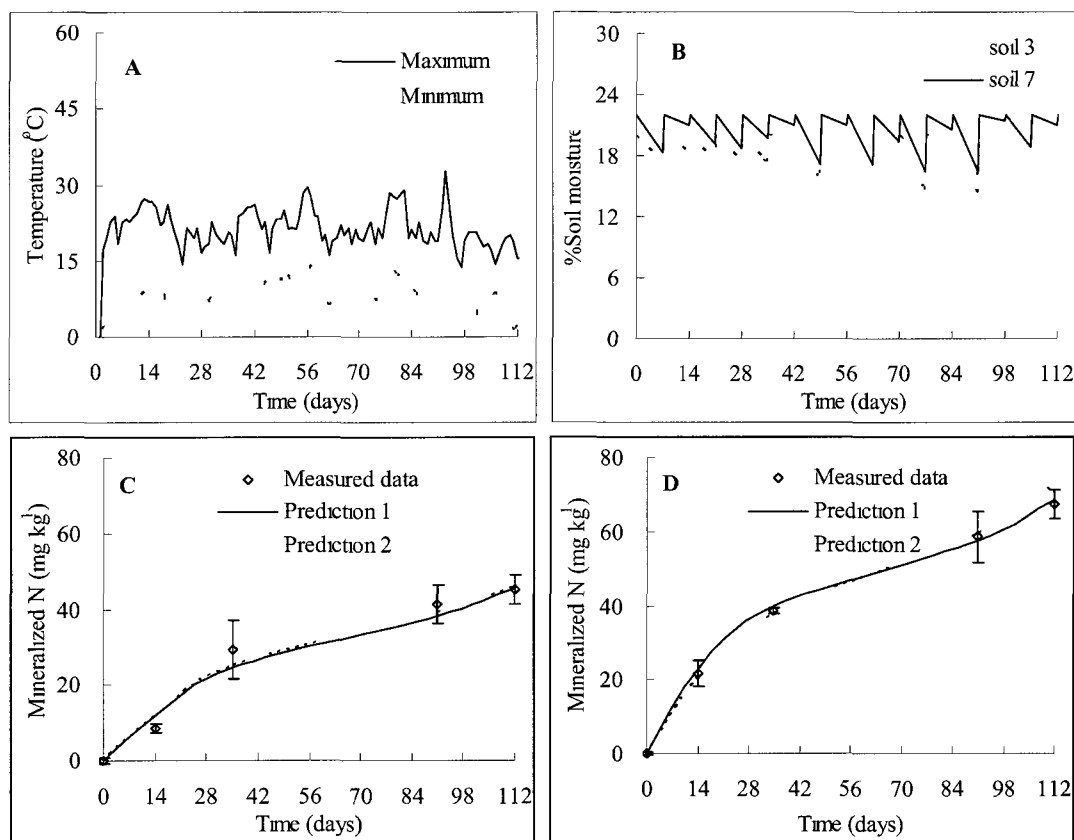 60
45
30
15
0
Temperature (ºC)
A
Maximum
Minimum
0 14 28 42 56 70 84 98 112
Time (days)
30
24
18
12
6
0
%Soil moisture
B
soil 3
soil 7
0 14 28 42 56 70 84 98 112
Time (days)
80
60
40
20
0
Mineralized N (mg kg¹)
C
Measured data
Prediction 1
Prediction 2
0 14 28 42 56 70 84 98 112
Time (days)
80
60
40
20
0
Mineralized N (mg kg¹)
D
Measured data
Prediction 1
Prediction 2
0 14 28 42 56 70 84 98 112
Time (days)